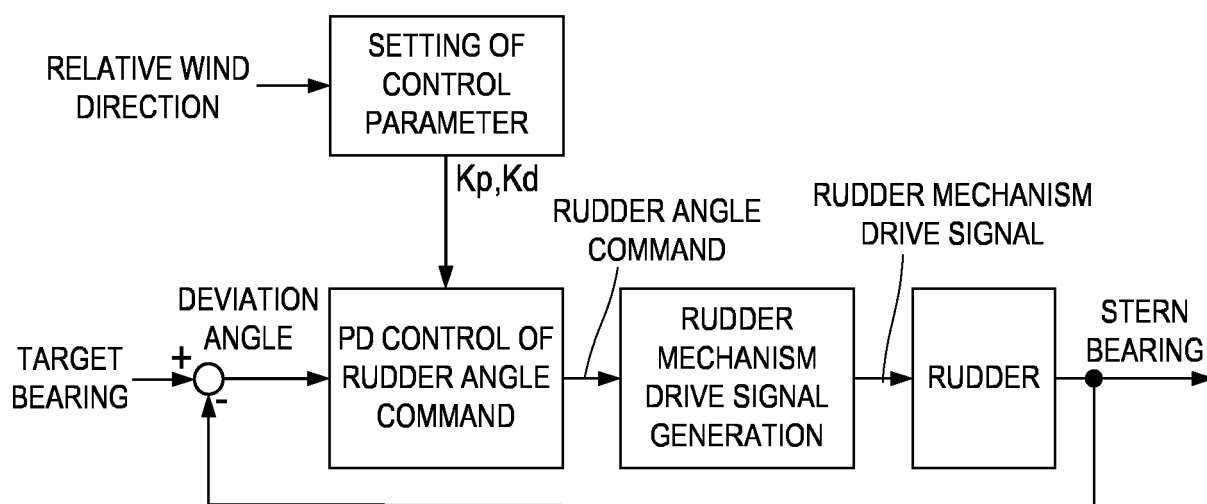 RELATIVE WIND
DIRECTION
SETTING OF
CONTROL
PARAMETER
Kp,Kd
RUDDER ANGLE
COMMAND
RUDDER MECHANISM
DRIVE SIGNAL
TARGET
BEARING
+
-
DEVIATION
ANGLE
PD CONTROL OF
RUDDER ANGLE
COMMAND
RUDDER
MECHANISM
DRIVE SIGNAL
GENERATION
RUDDER
STERN
BEARING